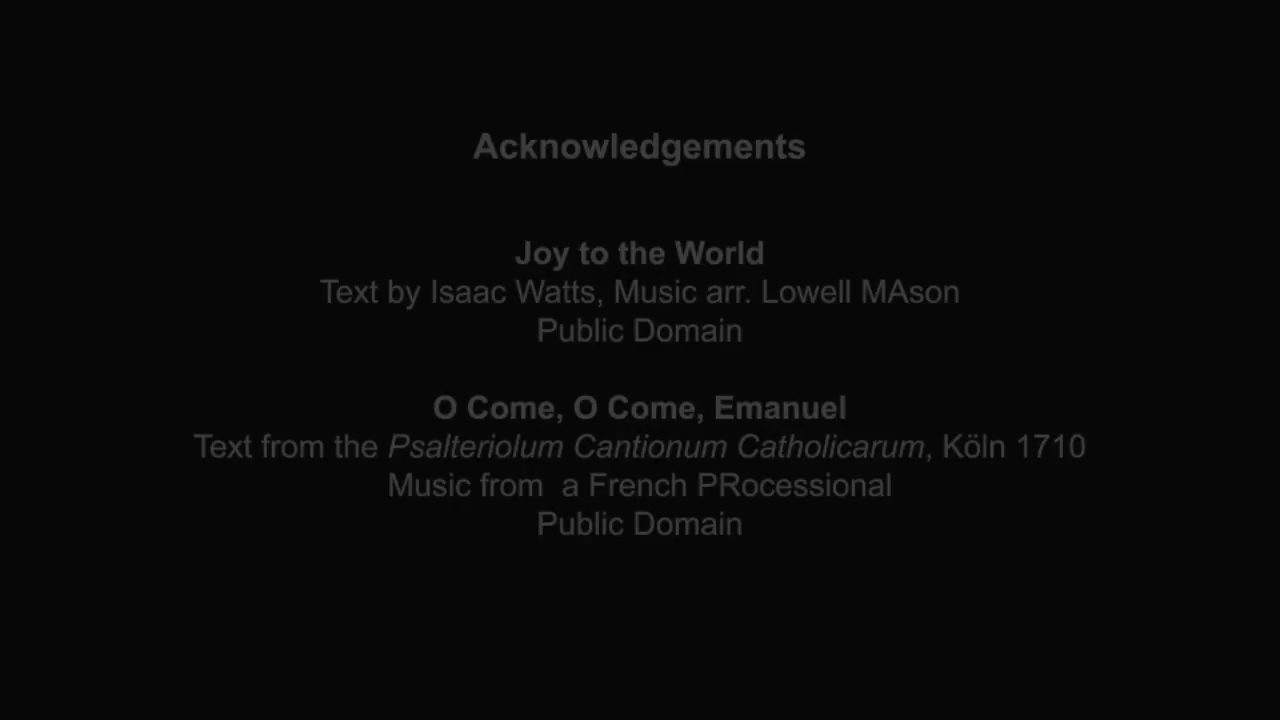 Acknowledgements
Joy to the World
Text by Isaac Watts, Music arr. Lowell MAson
Public Domain
O Come, O Come, Emanuel
Text from the Psalteriolum Cantionum Catholicarum, Köln 1710
Music from  a French PRocessional
Public Domain